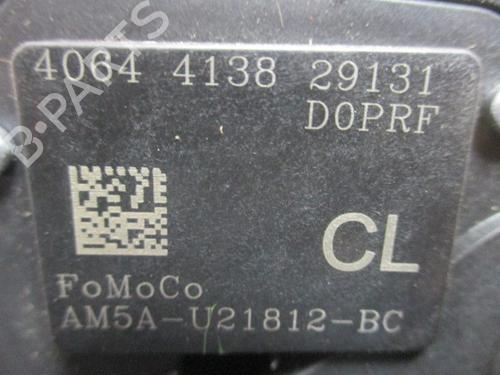 B-PARTS
4064 4138 29131
D0PRF
CL
FoMoCo
AM5A-U21812-BC